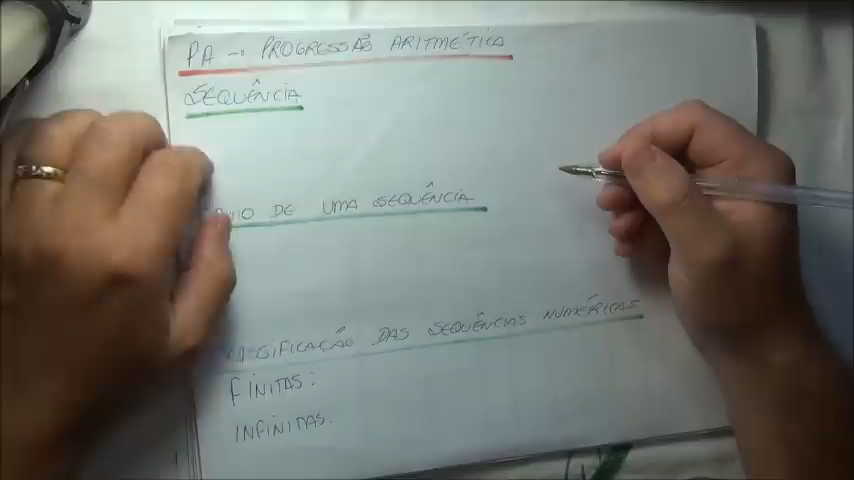 PA → PROGRESSÃO ARITMÉTICA
SEQUÊNCIA
DE UMA SEQUÊNCIA
DAS SEQUÊNCIAS NUMÉRICAS
FINITAS:
INFINITAS: